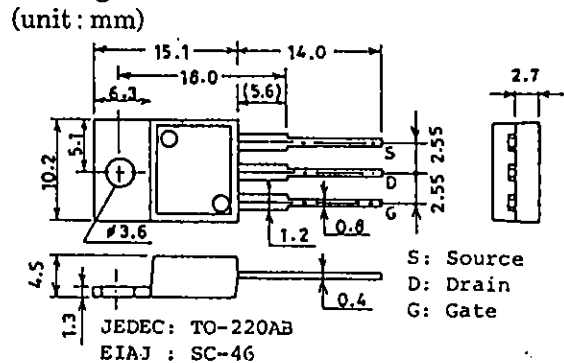 (unit : mm)
15.1
14.0
18.0
2.7
6.3
(5.6)
5.1
10.2
S
D
G
2.55
2.55
ø3.6
1.2
0.8
4.5
1.3
0.4
S: Source
D: Drain
G: Gate
JEDEC: TO-220AB
EIAJ : SC-46